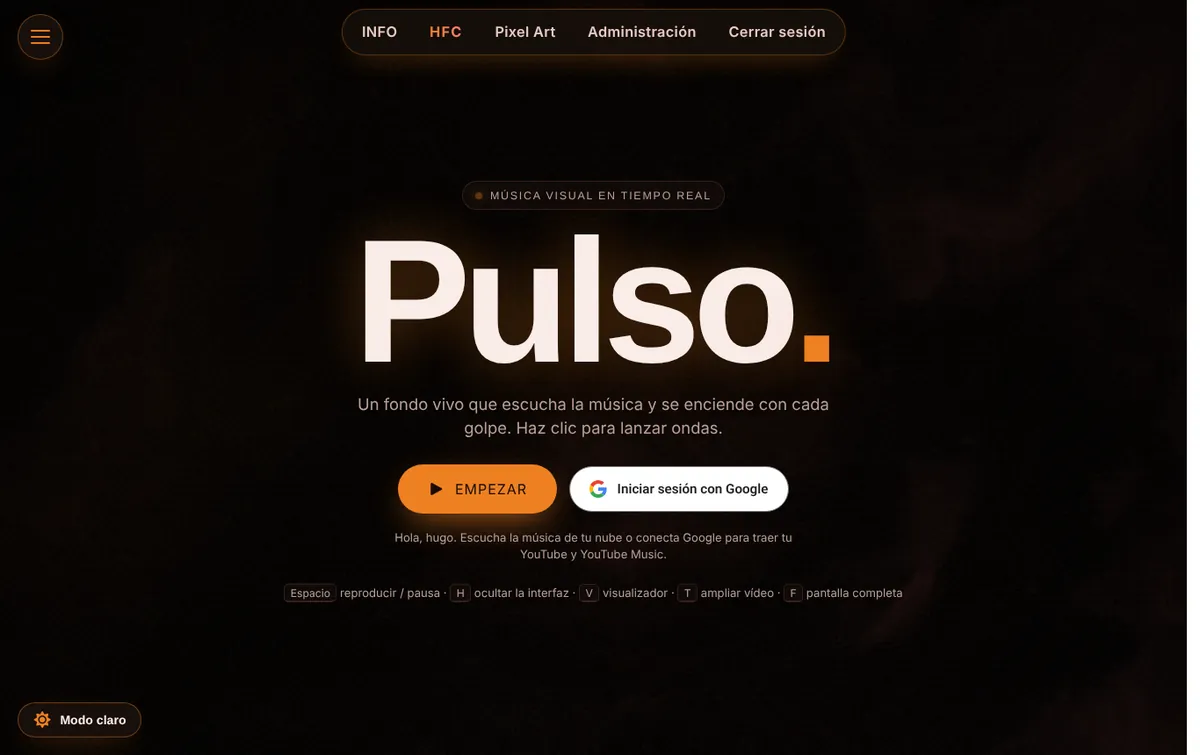 INFO HFC Pixel Art Administración Cerrar sesión
MÚSICA VISUAL EN TIEMPO REAL
Pulso.
Un fondo vivo que escucha la música y se enciende con cada
golpe. Haz clic para lanzar ondas.
EMPEZAR Iniciar sesión con Google
Hola, hugo. Escucha la música de tu nube o conecta Google para traer tu
YouTube y YouTube Music.
Espacio reproducir / pausa · H ocultar la interfaz · V visualizador · T ampliar vídeo · F pantalla completa
Modo claro